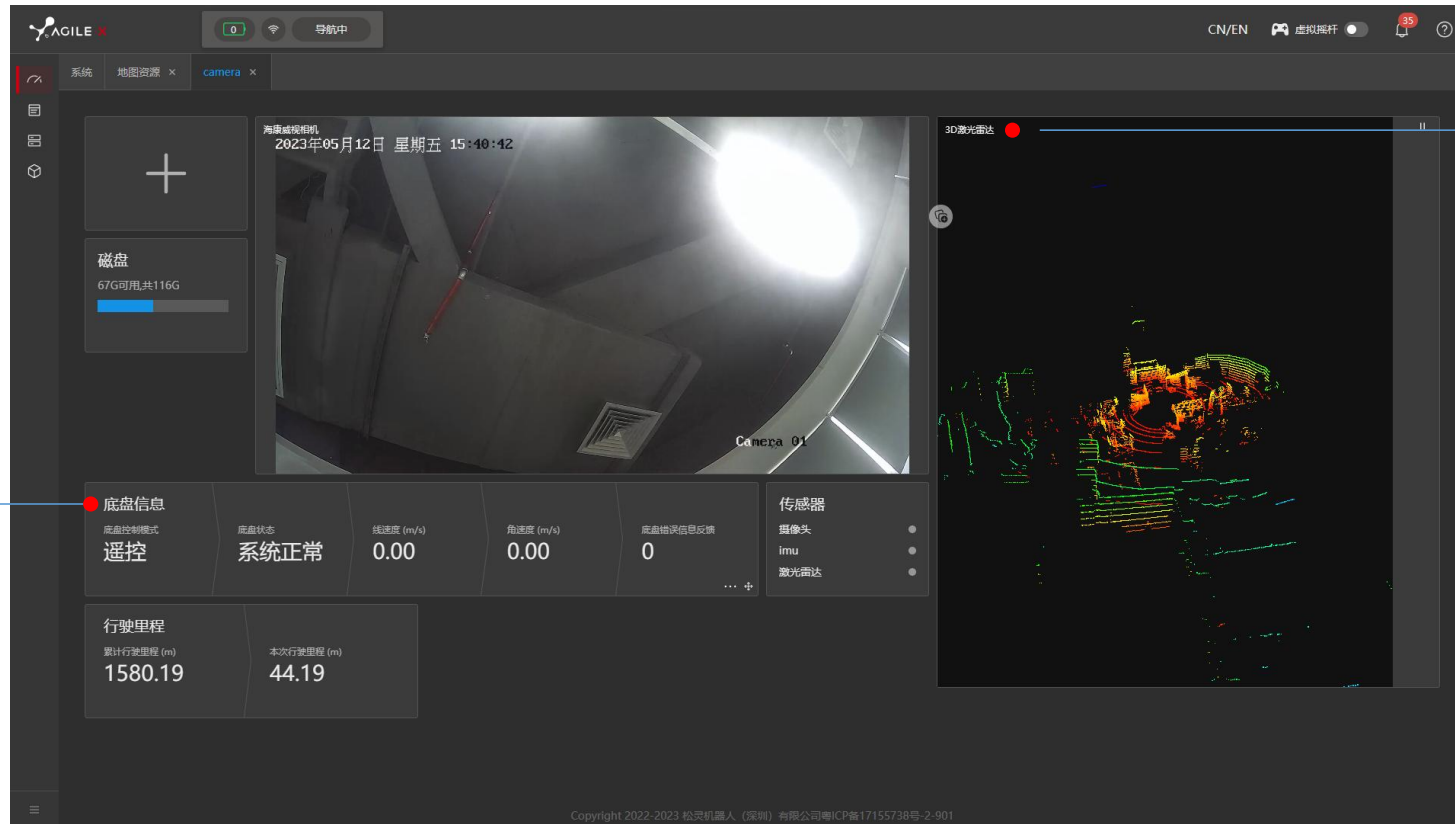 AGILE
0
导航中
CN/EN
虚拟摇杆
35
系统
地图资源 ×
camera ×
海康威视相机
2023年05月12日 星期五 15:40:42
3D激光雷达
磁盘
67G可用,共116G
Camera 01
底盘信息
底盘控制模式
遥控
底盘状态
系统正常
线速度 (m/s)
0.00
角速度 (m/s)
0.00
底盘错误信息反馈
0
传感器
摄像头
imu
激光雷达
行驶里程
累计行驶里程 (m)
1580.19
本次行驶里程 (m)
44.19
Copyright 2022-2023 松灵机器人（深圳）有限公司粤ICP备17155738号-2-901